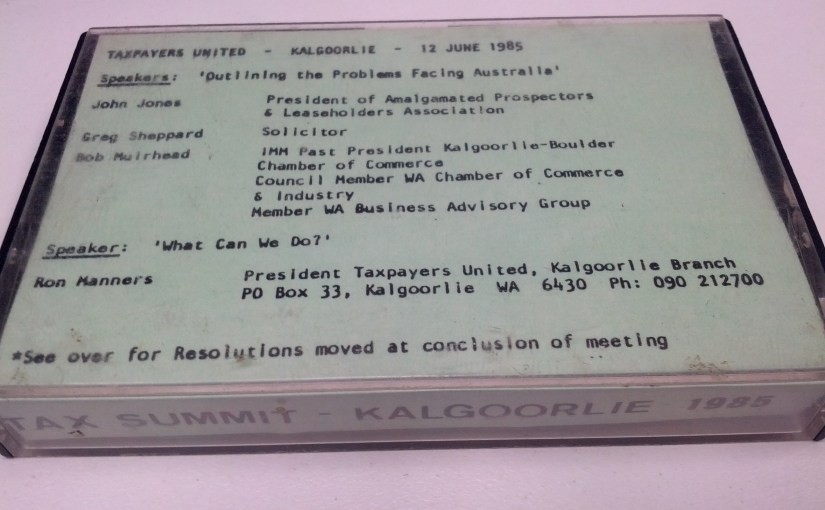 TAXPAYERS UNITED - KALGOORLIE - 12 JUNE 1985
Speakers: 'Outlining the Problems Facing Australia'
John Jones President of Amalgamated Prospectors
& Leaseholders Association
Greg Sheppard Solicitor
Bob Muirhead IMM Past President Kalgoorlie-Boulder
Chamber of Commerce
Council Member WA Chamber of Commerce
& Industry
Member WA Business Advisory Group
Speaker: 'What Can We Do?'
Ron Manners President Taxpayers United, Kalgoorlie Branch
PO Box 33, Kalgoorlie WA 6430 Ph: 090 212700
*See over for Resolutions moved at conclusion of meeting
TAX SUMMIT - KALGOORLIE 1985